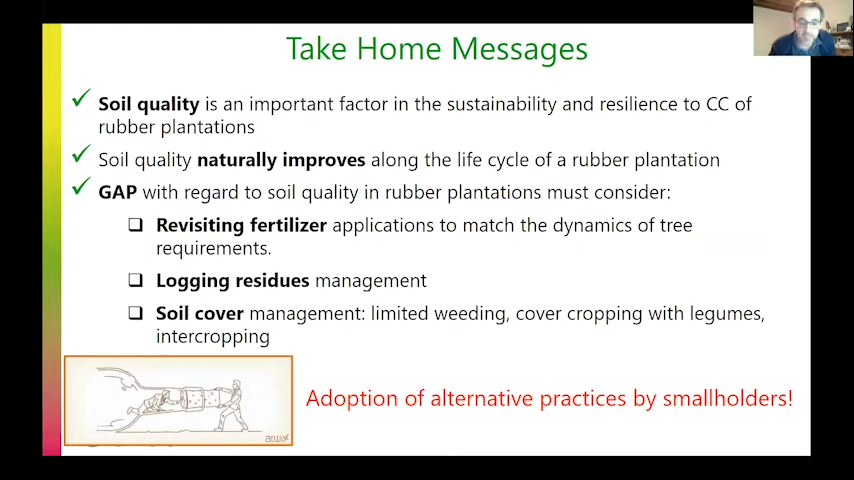 Take Home Messages
Soil quality is an important factor in the sustainability and resilience to CC of
rubber plantations
Soil quality naturally improves along the life cycle of a rubber plantation
GAP with regard to soil quality in rubber plantations must consider:
Revisiting fertilizer applications to match the dynamics of tree
requirements.
Logging residues management
Soil cover management: limited weeding, cover cropping with legumes,
intercropping
Adoption of alternative practices by smallholders!